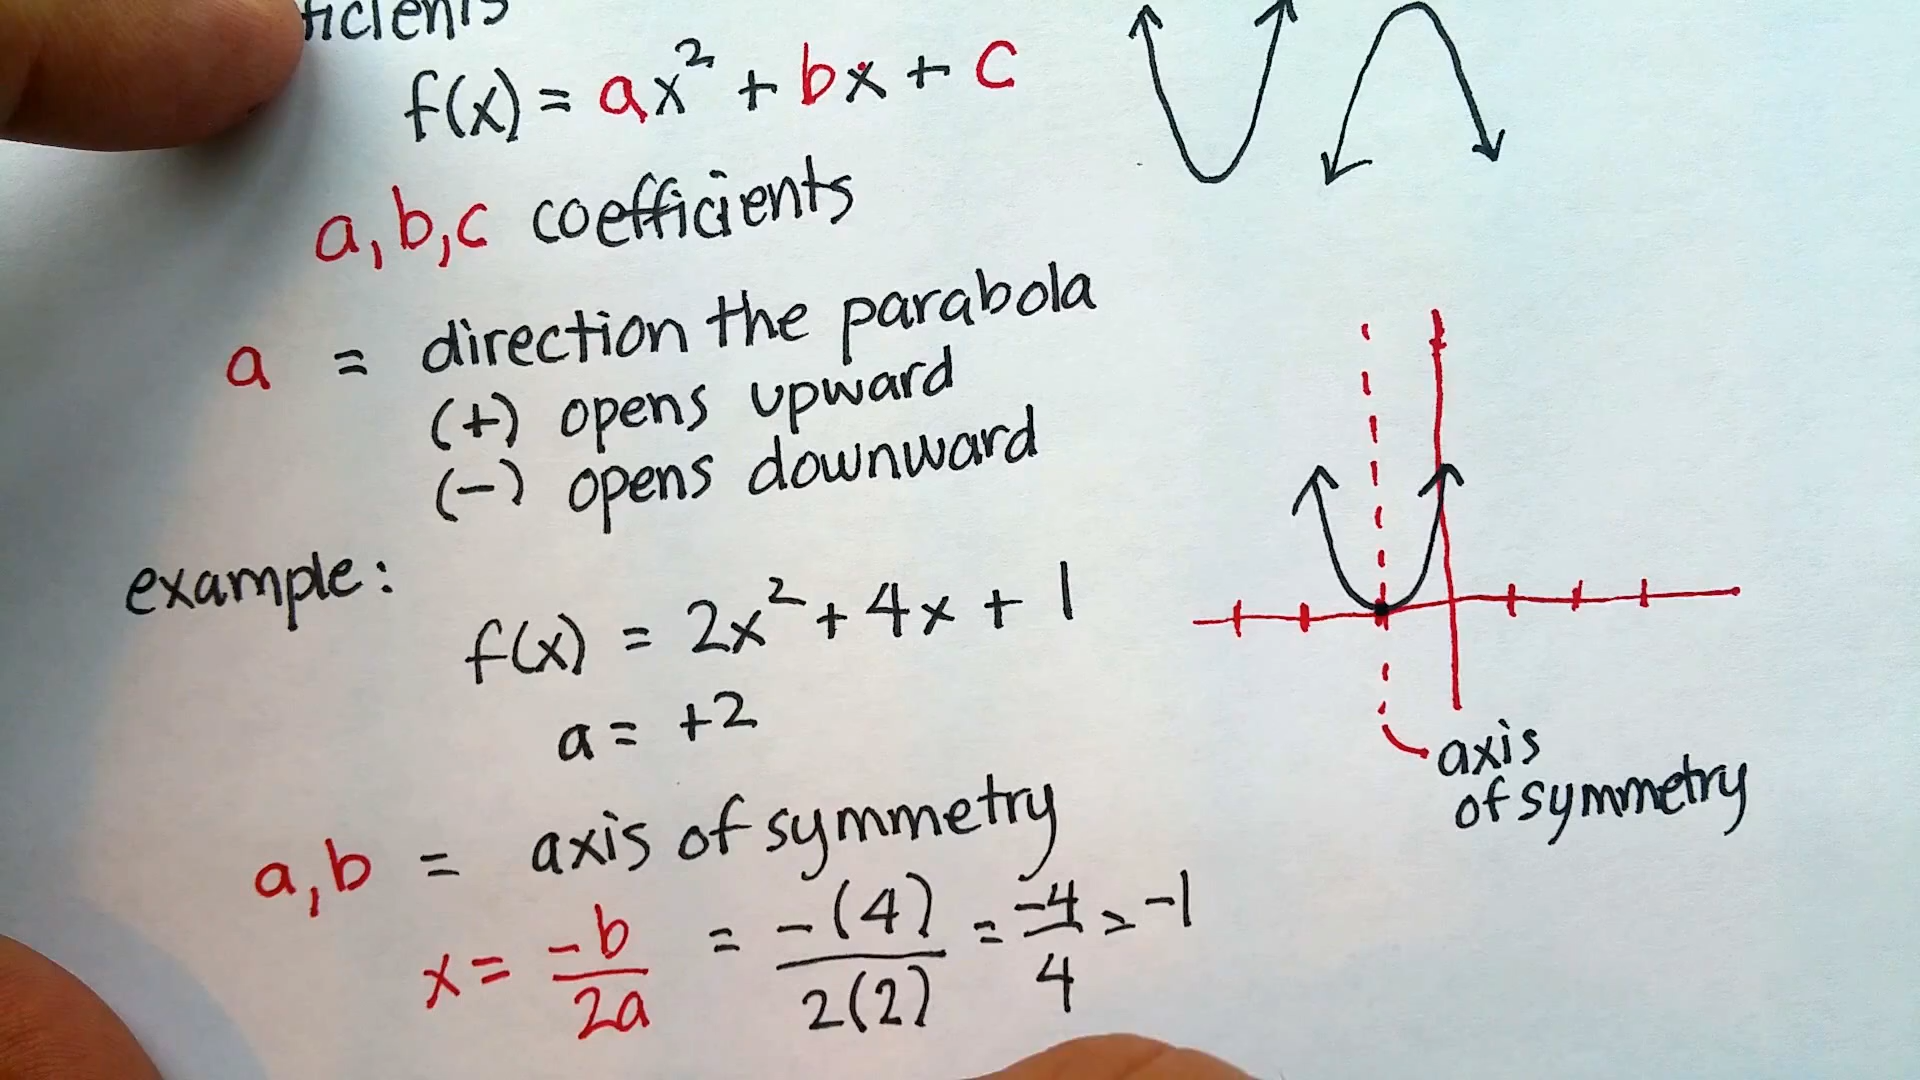 f(x) = ax² + bx + c
a, b, c coefficients
a = direction the parabola
(+) opens upward
(-) opens downward
example:
f(x) = 2x² + 4x + 1
a = +2
a, b = axis of symmetry
x = -b/2a = -(4)/2(2) = -4/4 = -1
axis
of symmetry